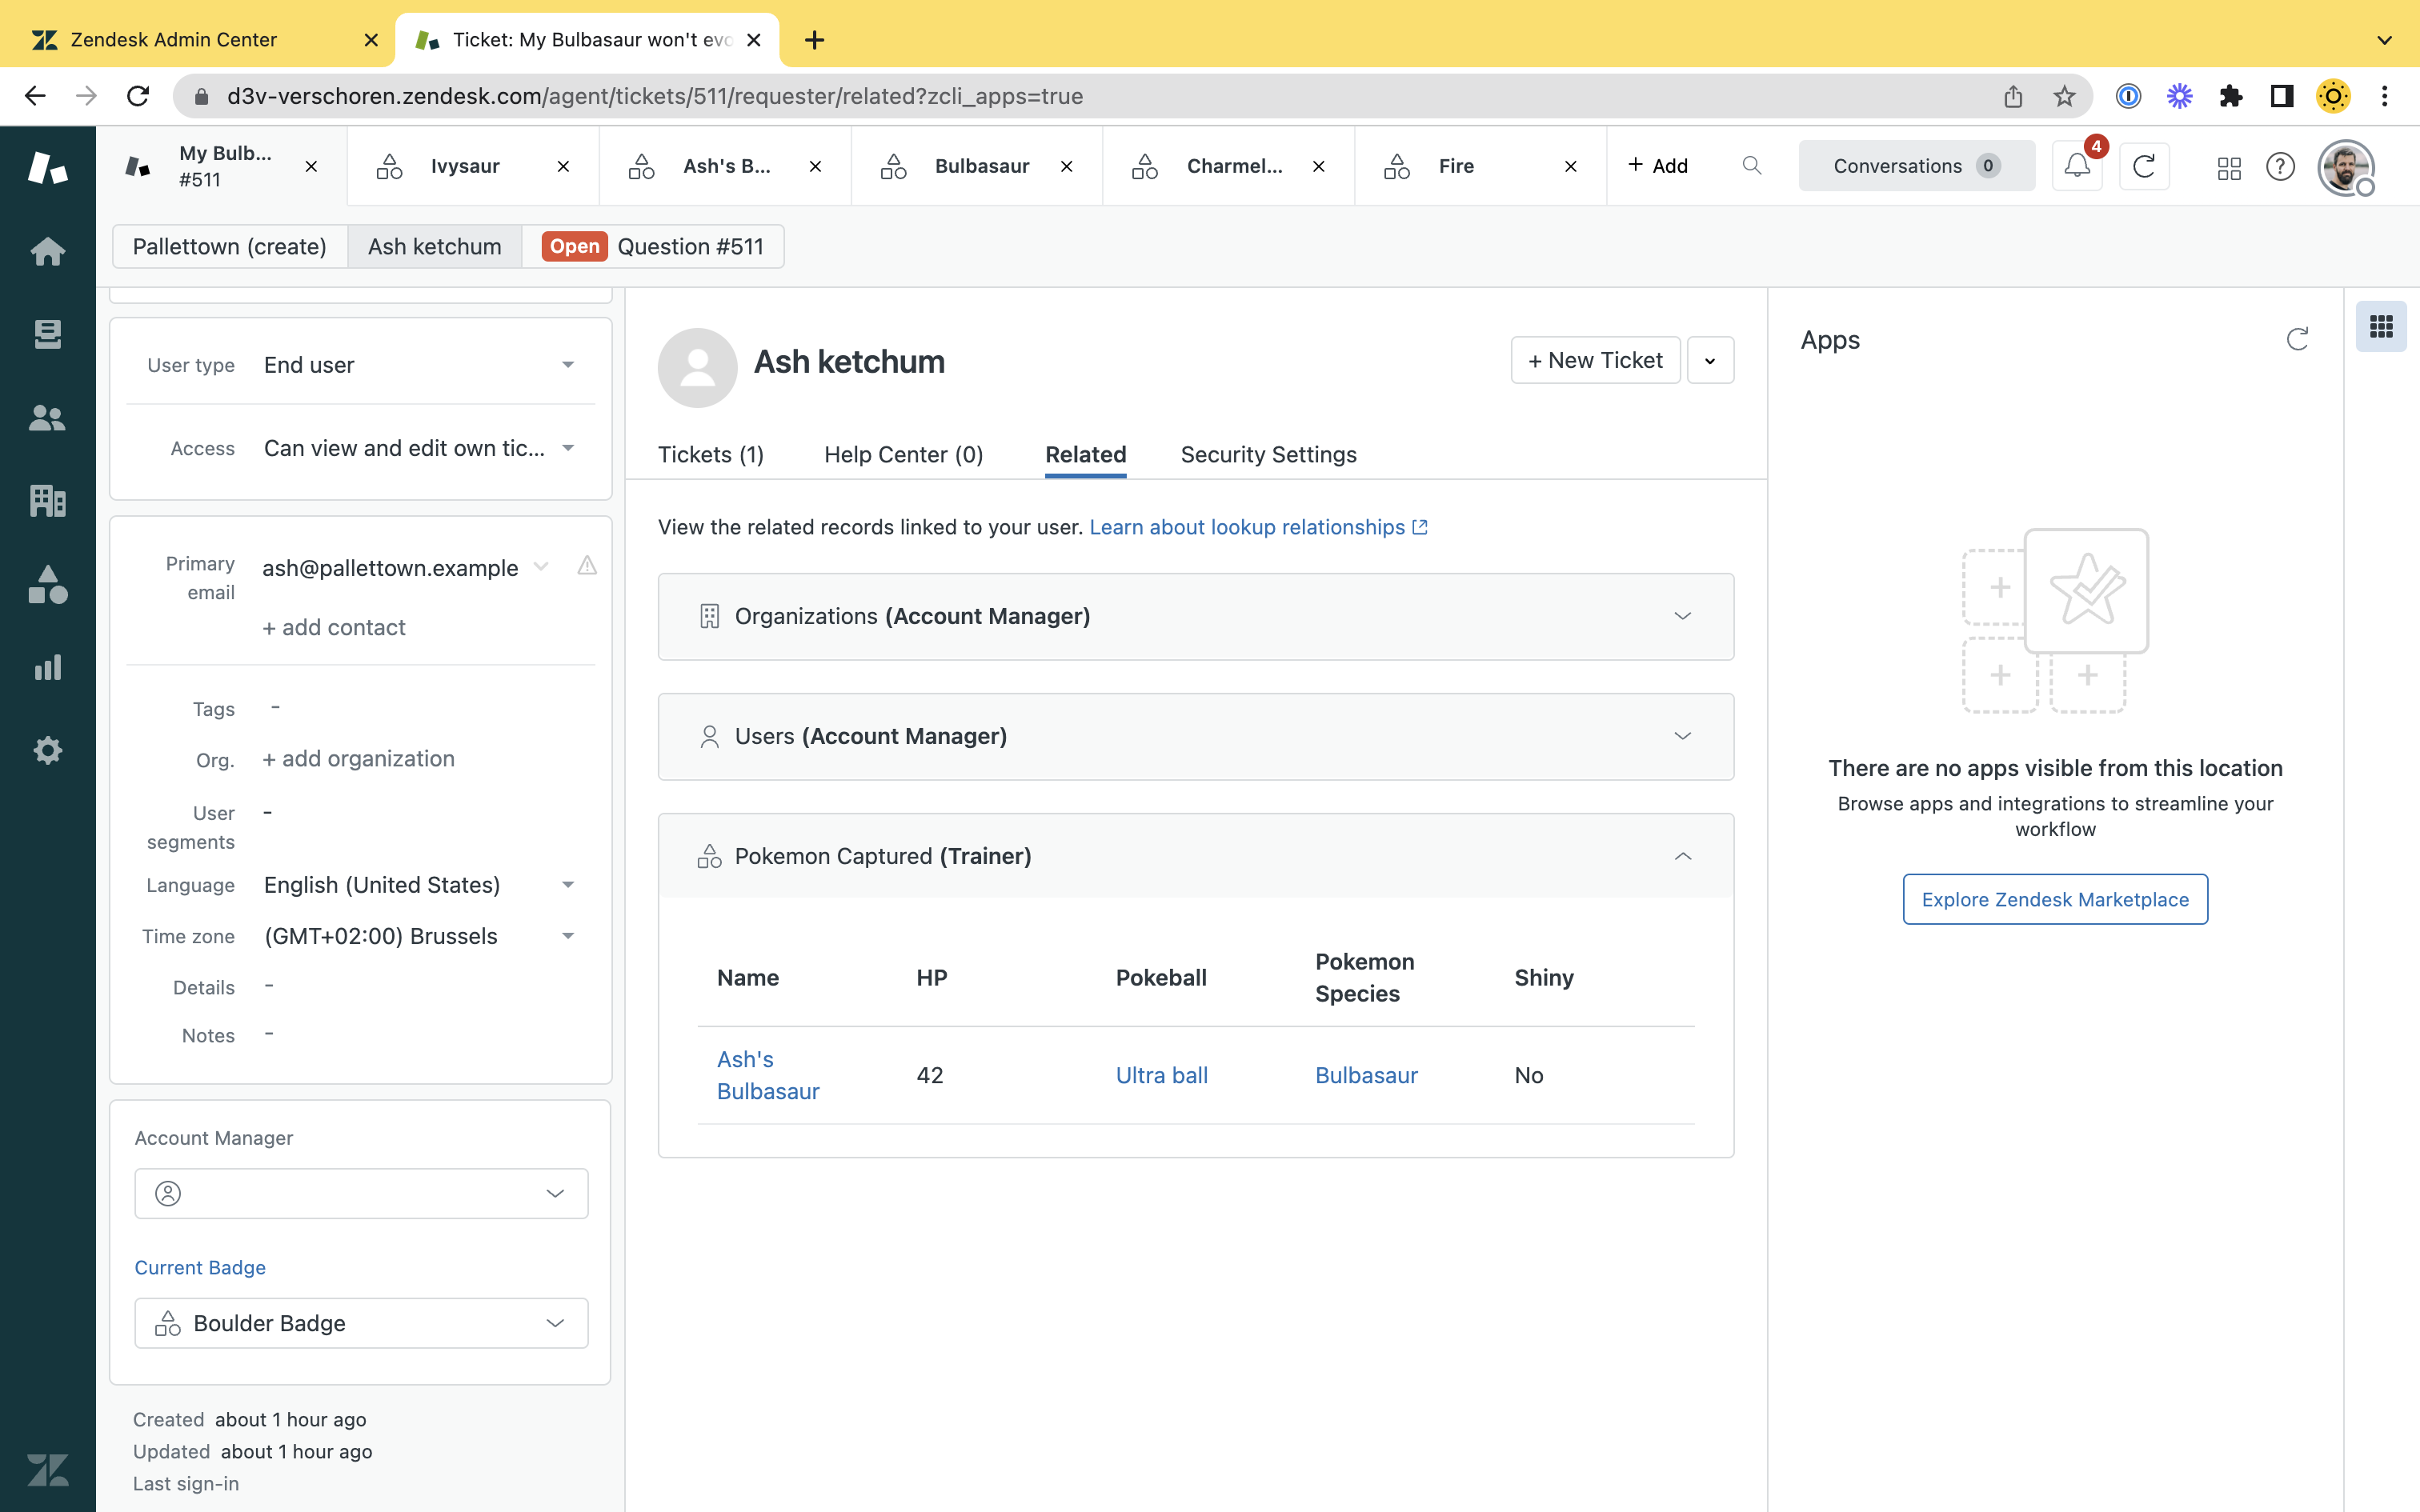 Zendesk Admin Center
Ticket: My Bulbasaur won't evo
d3v-verschoren.zendesk.com/agent/tickets/511/requester/related?zcli_apps=true
My Bulb...
#511
Ivysaur
Ash's B...
Bulbasaur
Charmel...
Fire
+ Add
Conversations 0
4
Pallettown (create)
Ash ketchum
Open Question #511
User type End user
Access Can view and edit own tic...
Primary
email
ash@pallettown.example
+ add contact
Tags -
Org. + add organization
User
segments
-
Language English (United States)
Time zone (GMT+02:00) Brussels
Details -
Notes -
Account Manager
Current Badge
Boulder Badge
Created about 1 hour ago
Updated about 1 hour ago
Last sign-in
Ash ketchum
+ New Ticket
Tickets (1)
Help Center (0)
Related
Security Settings
View the related records linked to your user. Learn about lookup relationships
Organizations (Account Manager)
Users (Account Manager)
Pokemon Captured (Trainer)
Name HP Pokeball Pokemon Species Shiny
Ash's Bulbasaur 42 Ultra ball Bulbasaur No
Apps
There are no apps visible from this location
Browse apps and integrations to streamline your
workflow
Explore Zendesk Marketplace